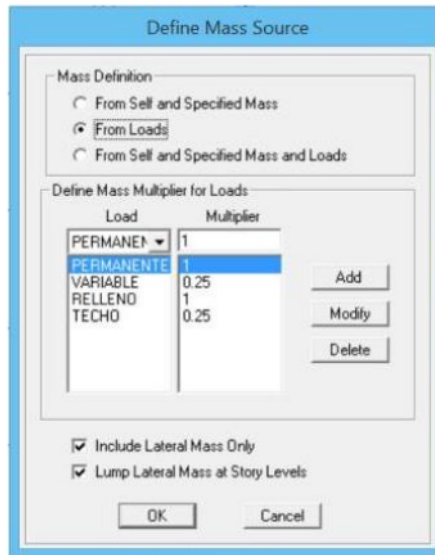 Define Mass Source
Mass Definition
From Self and Specified Mass
From Loads
From Self and Specified Mass and Loads
Define Mass Multiplier for Loads
Load Multiplier
PERMANEN 1
PERMANENTE 1
VARIABLE 0.25
RELLENO 1
TECHO 0.25
Add
Modify
Delete
Include Lateral Mass Only
Lump Lateral Mass at Story Levels
OK Cancel